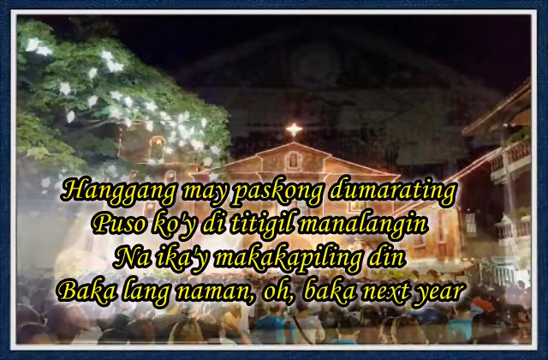 Hanggang may paskong dumarating
Puso ko'y di titigil manalangin
Na ika'y makakapiling din
Baka lang naman, oh, baka next year